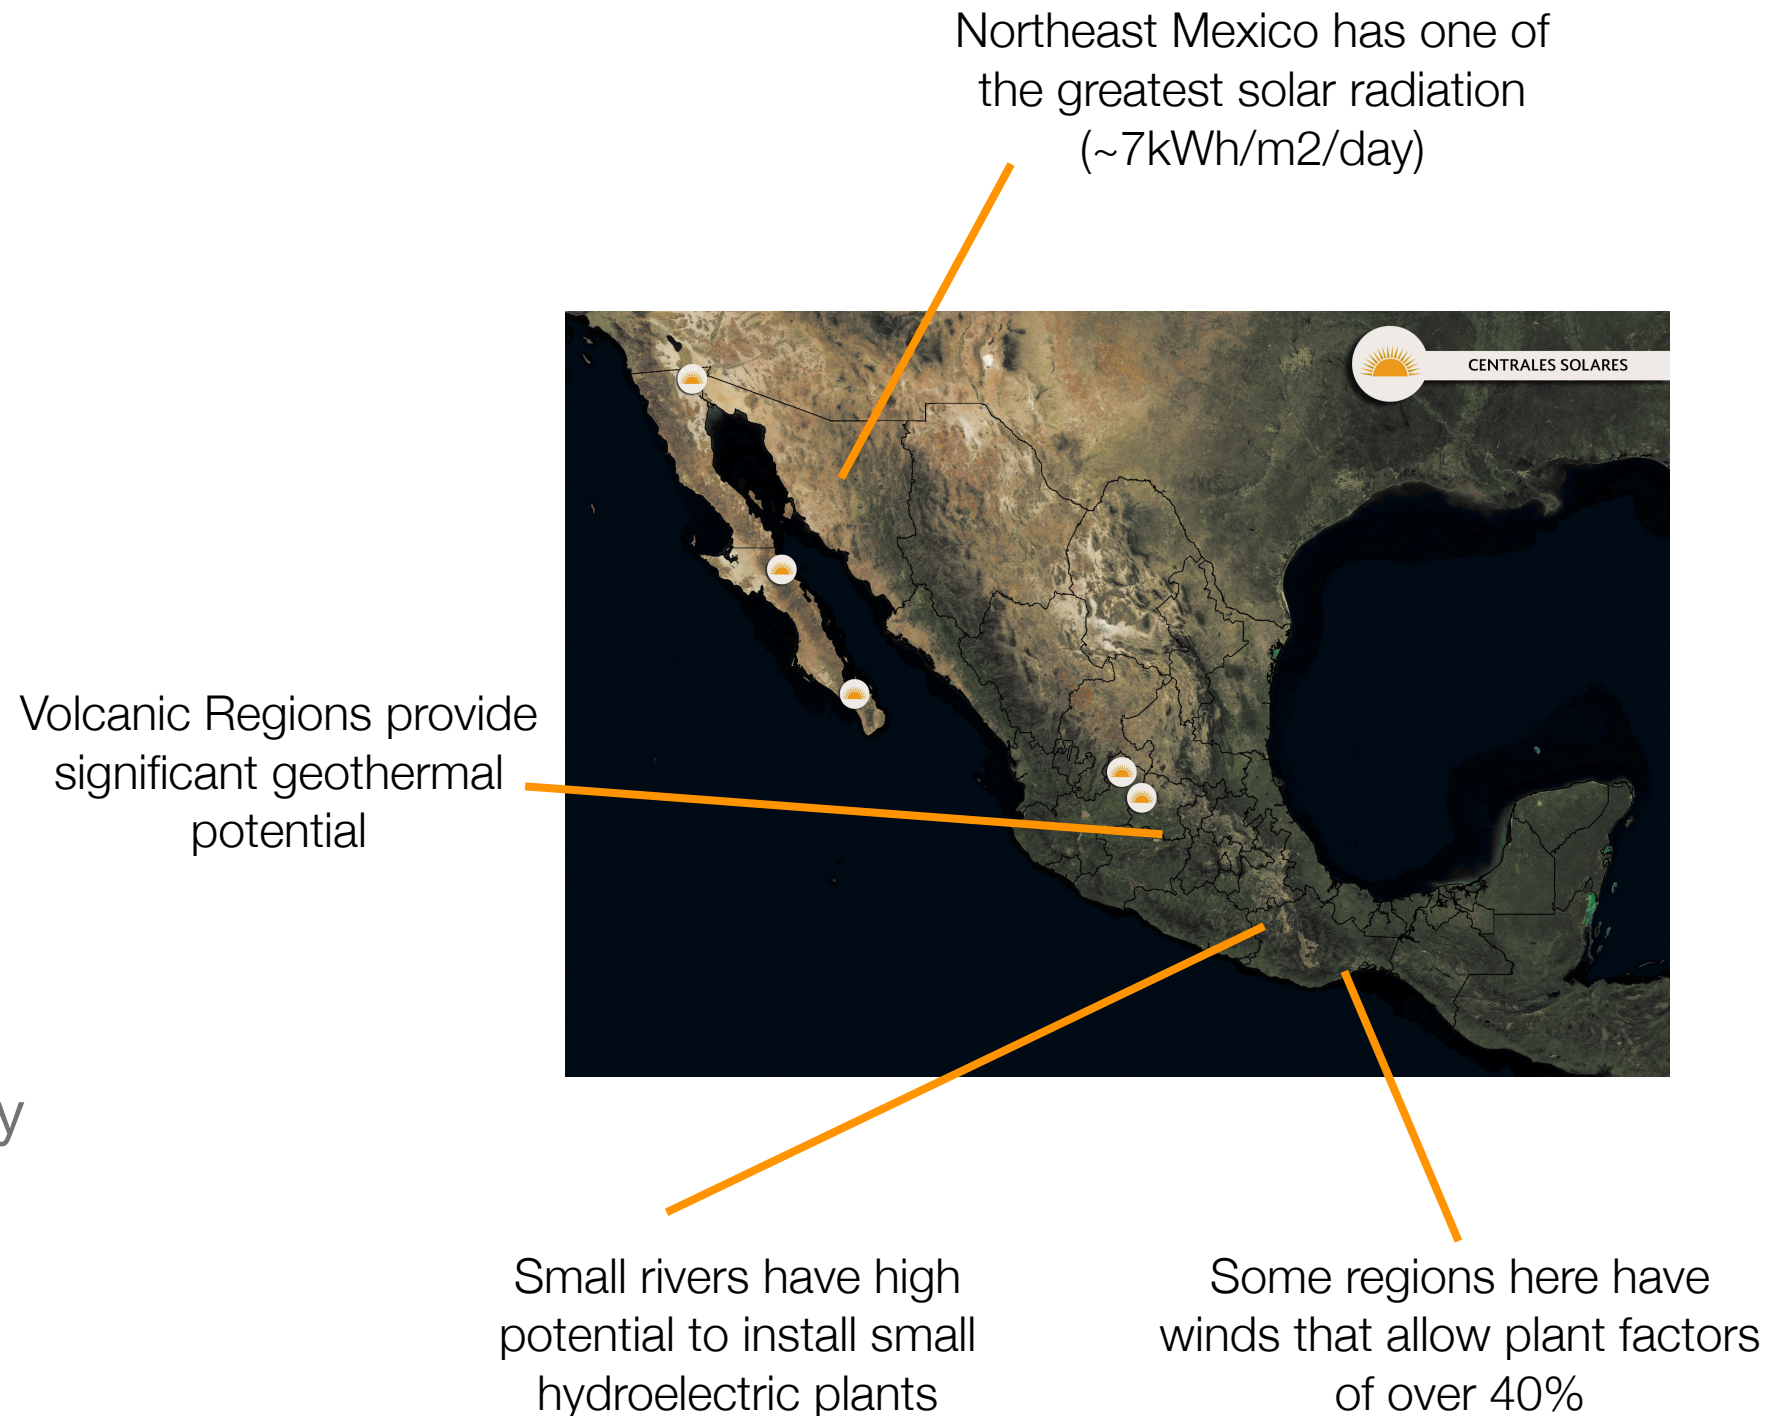 Northeast Mexico has one of
the greatest solar radiation
(~7kWh/m2/day)
CENTRALES SOLARES
Volcanic Regions provide
significant geothermal
potential
y
Small rivers have high
potential to install small
hydroelectric plants
Some regions here have
winds that allow plant factors
of over 40%